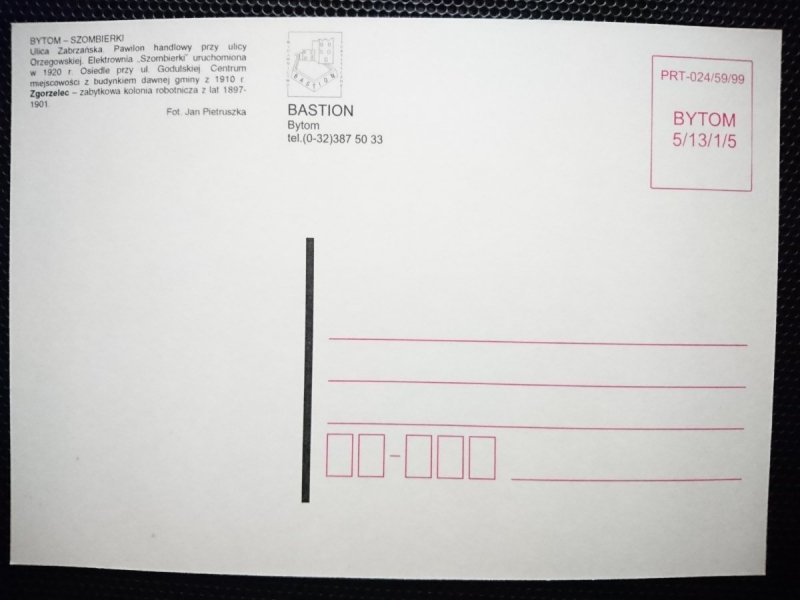 BYTOM – SZOMBIERKI
Ulica Zabrzańska. Pawilon handlowy przy ulicy
Orzegowskiej. Elektrownia „Szombierki" uruchomiona
w 1920 r. Osiedle przy ul. Godulskiej. Centrum
miejscowości z budynkiem dawnej gminy z 1910 r.
Zgorzelec – zabytkowa kolonia robotnicza z lat 1897-
1901.
Fot. Jan Pietruszka
BASTION
BASTION
Bytom
tel.(0-32)387 50 33
PRT-024/59/99
BYTOM
5/13/1/5